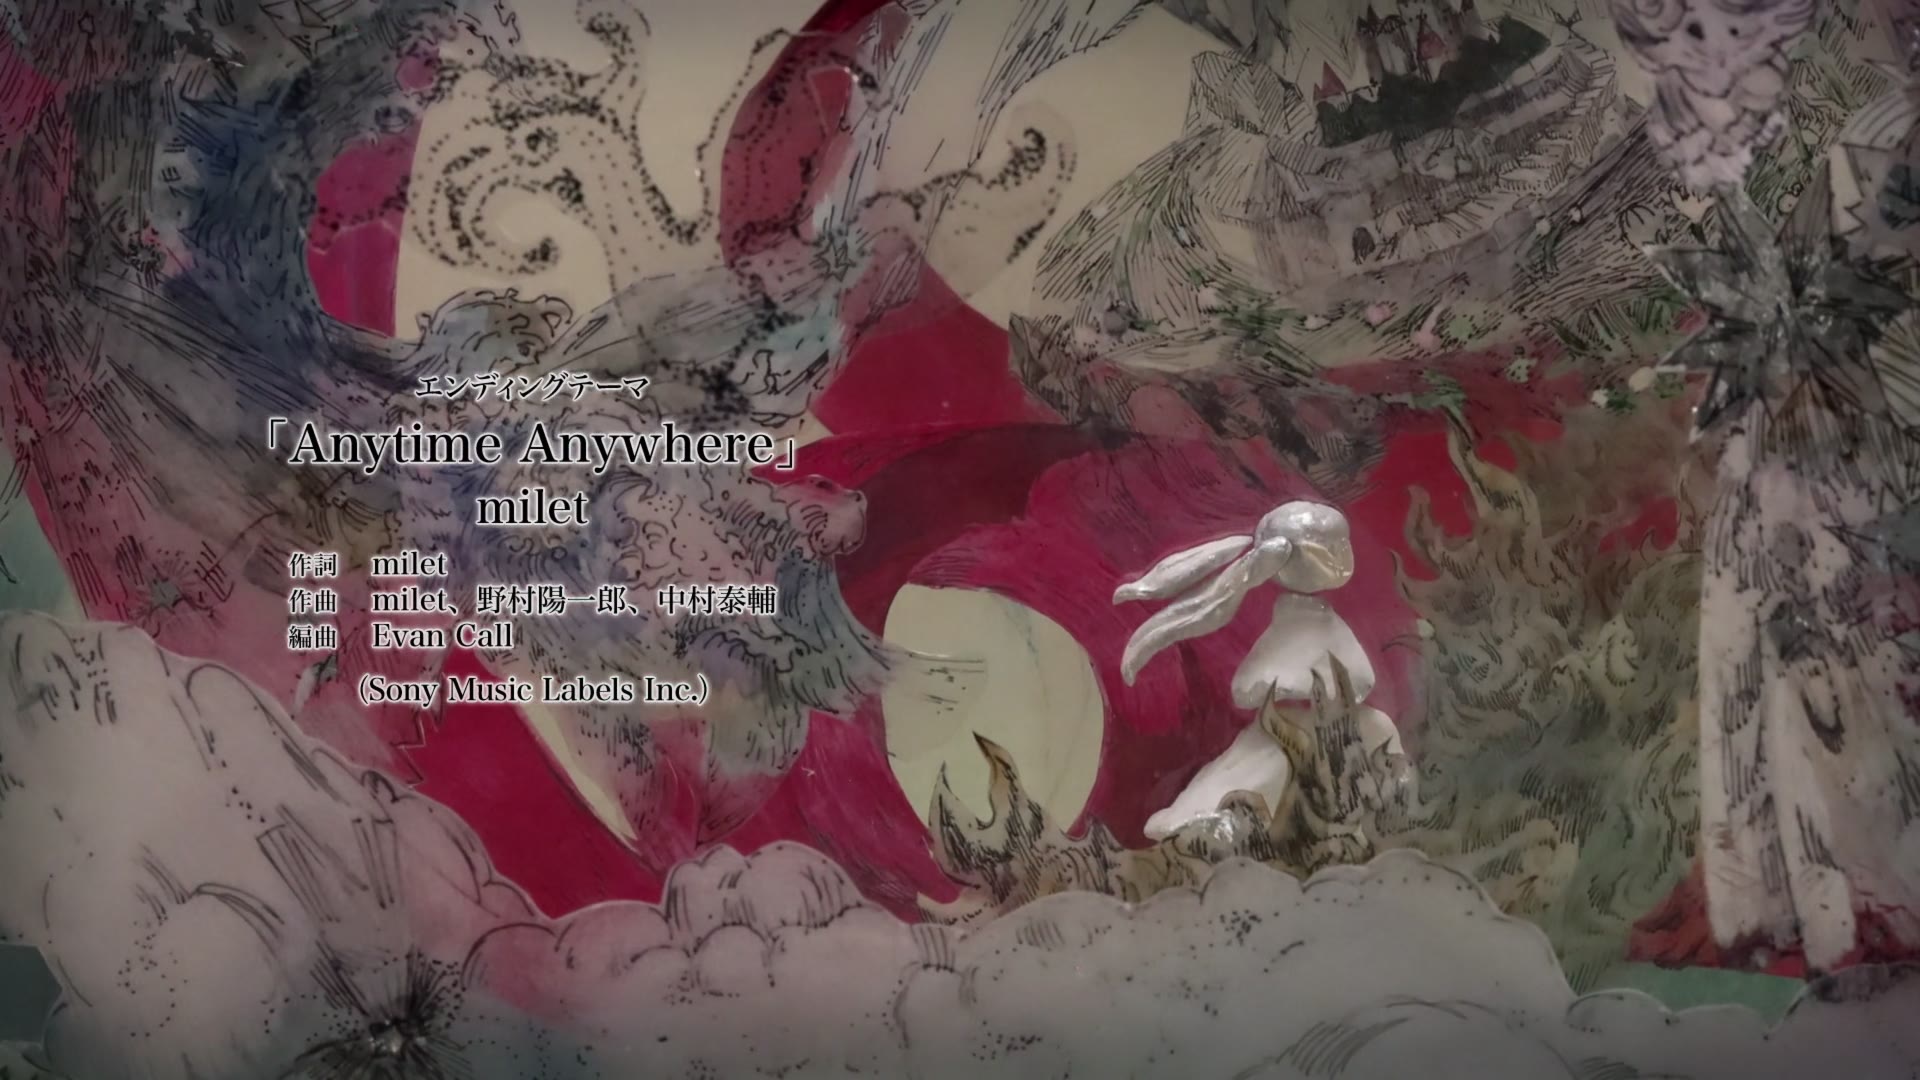 エンディングテーマ
「Anytime Anywhere」
milet
作詞 milet
作曲 milet、野村陽一郎、中村泰輔
編曲 Evan Call
(Sony Music Labels Inc.)